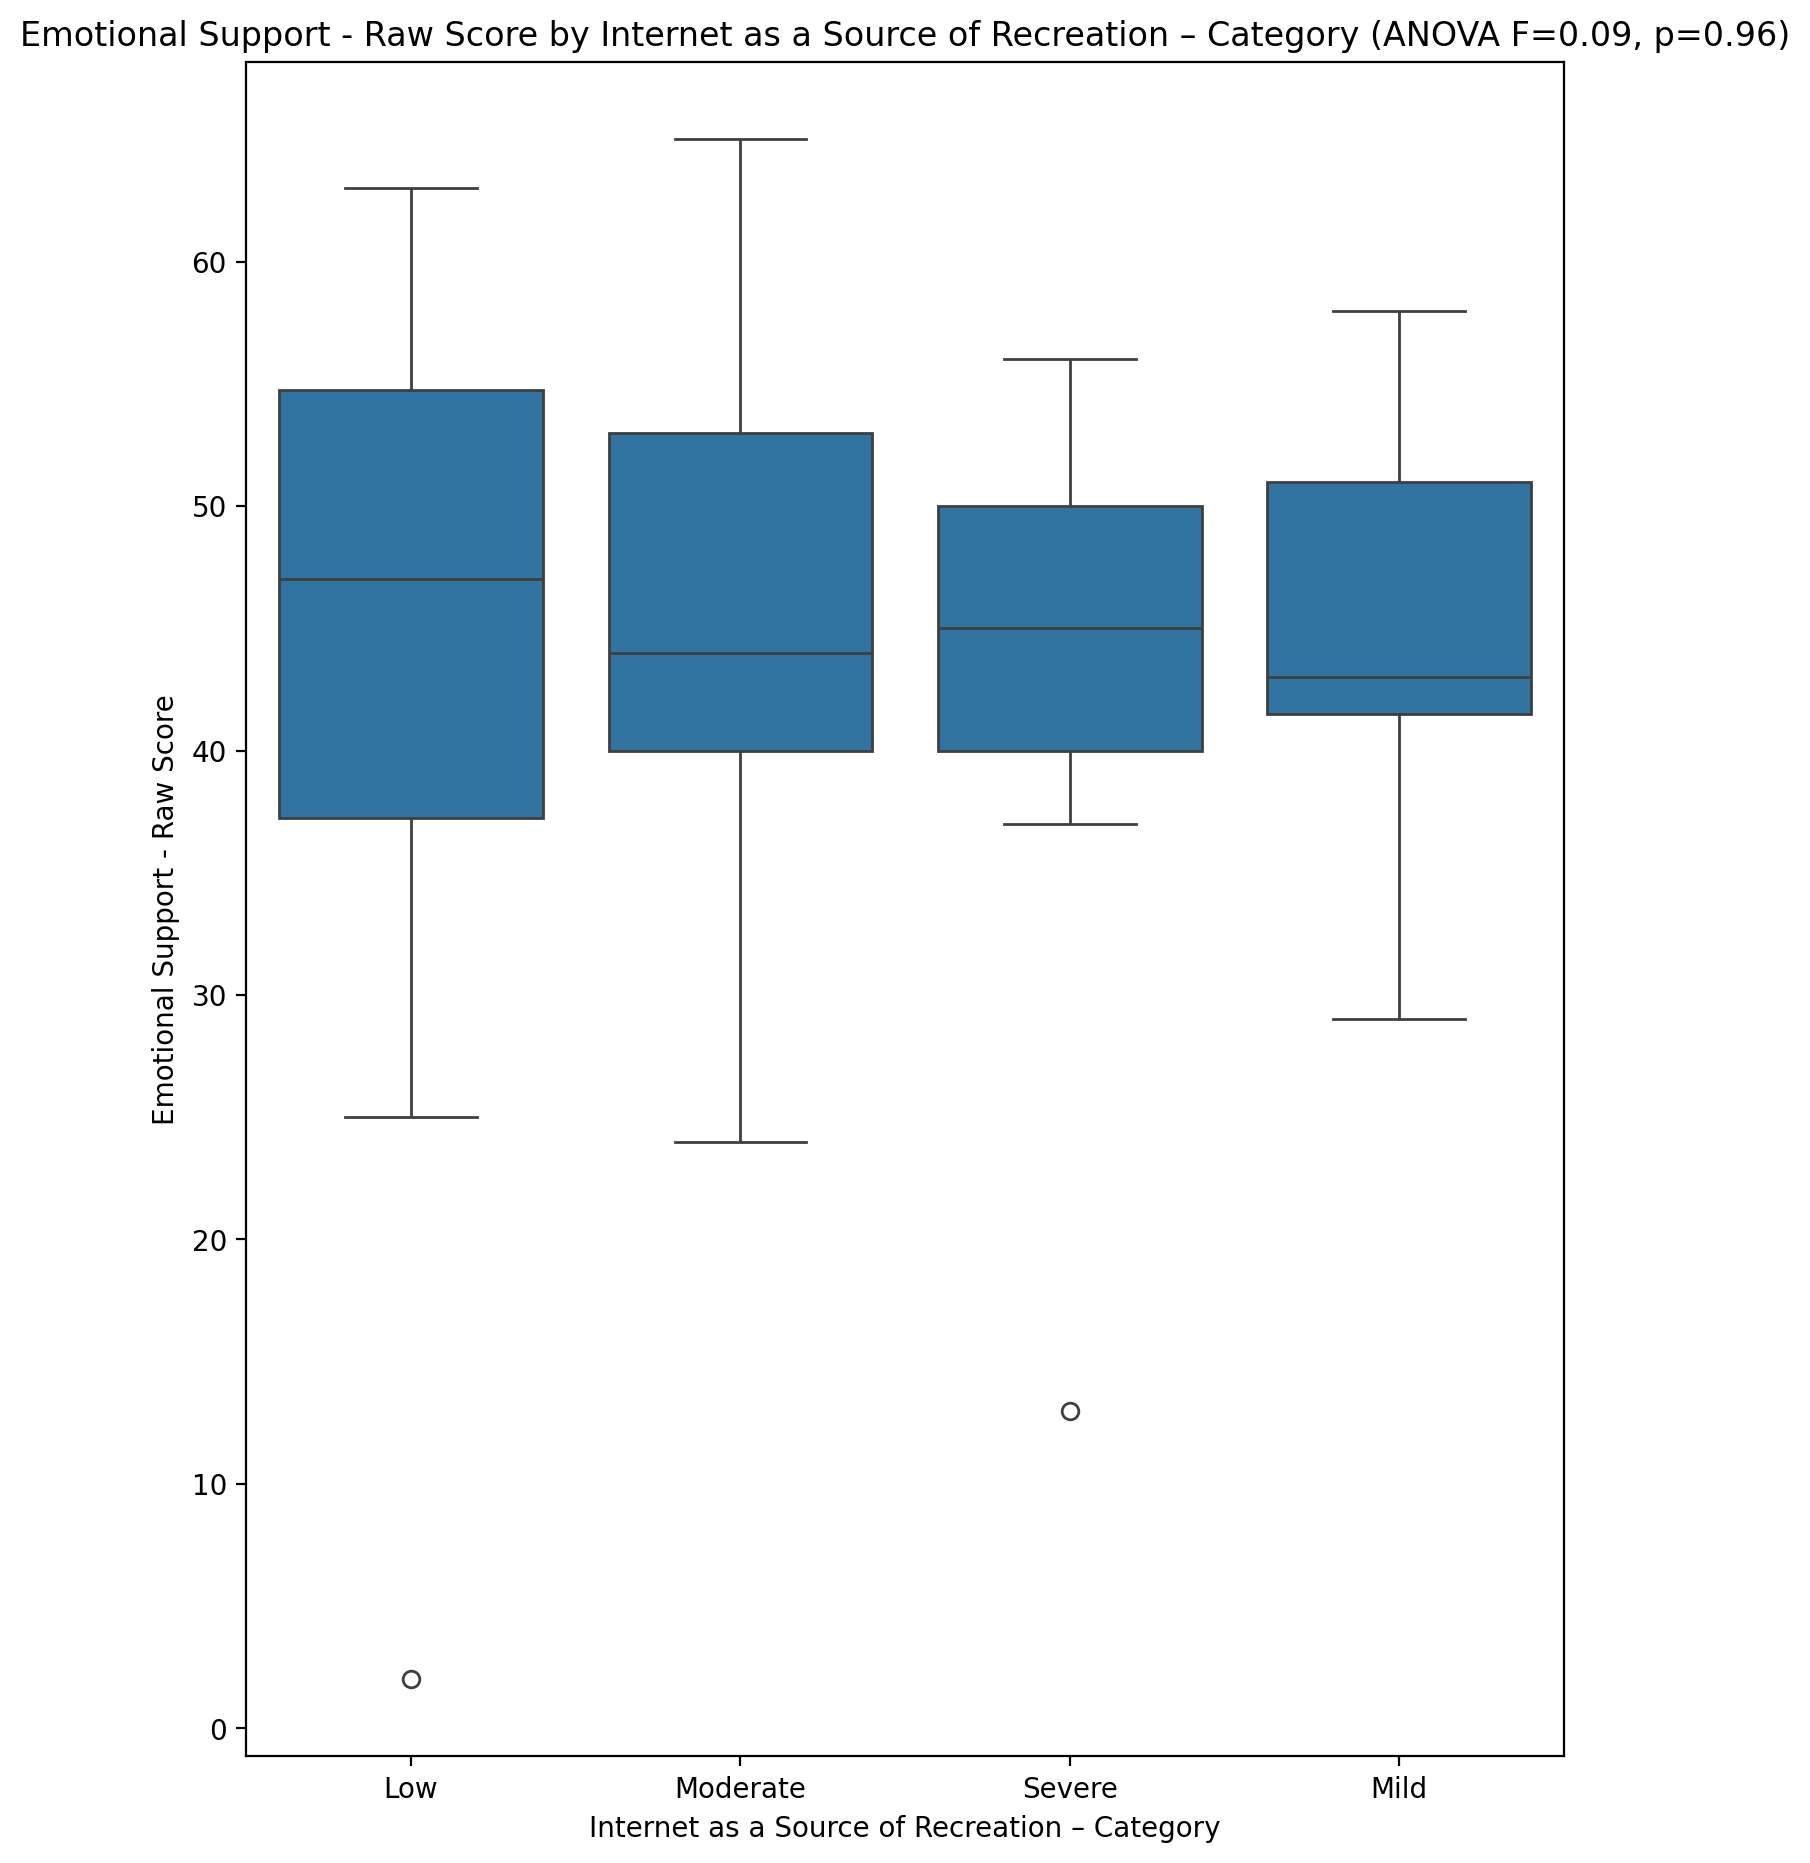 Emotional Support - Raw Score by Internet as a Source of Recreation – Category (ANOVA F=0.09, p=0.96)
Emotional Support - Raw Score
60
50
40
30
20
10
0
Low Moderate Severe Mild
Internet as a Source of Recreation – Category